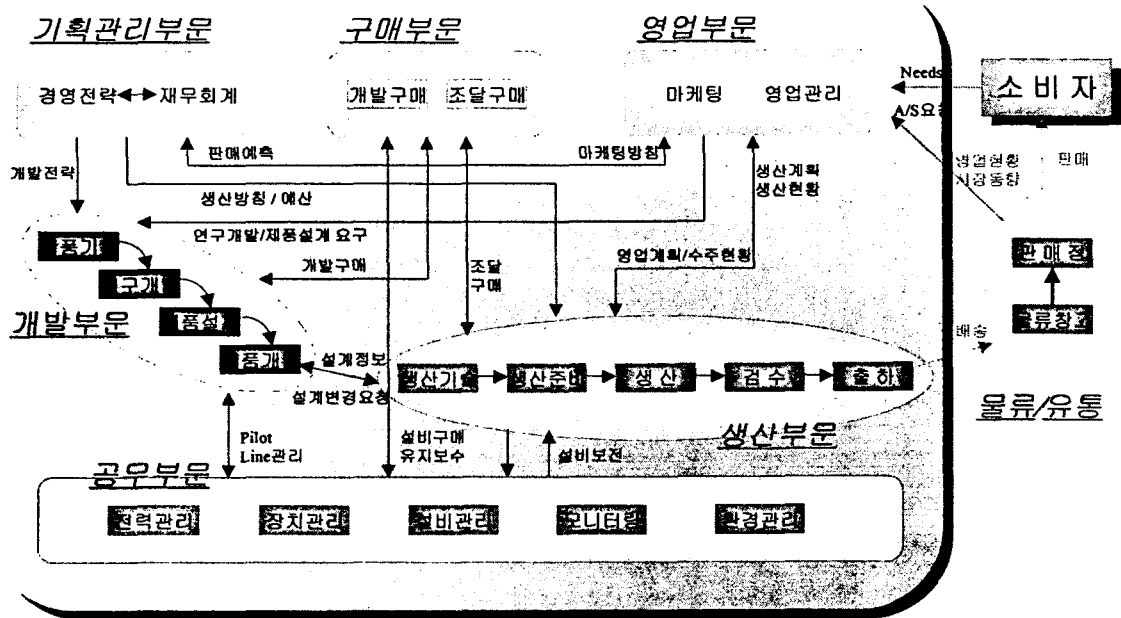 기획관리부문
구매부문
영업부문
경영전략
재무회계
개발구매
조달구매
마케팅
영업관리
Needs
소비자
개발전략
판매예측
마케팅방침
생산계획
생산현황
영업현황
시장동향
판매
생산방침 / 예산
연구개발/제품설계 요구
개발구매
조달
구매
영업계획/수주현황
품기
구개
품설
품개
개발부문
설계정보
설계변경요청
생산기술
생산준비
생산
검수
출하
생산부문
배송
물류창고
물류/유통
Pilot
Line관리
설비구매
유지보수
설비보전
공무부문
전력관리
장치관리
설비관리
모니터링
환경관리